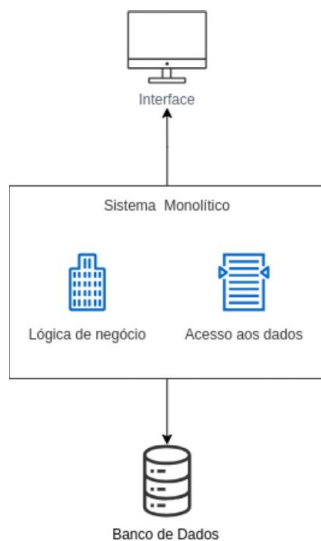 Interface
Sistema Monolítico
Lógica de negócio
Acesso aos dados
Banco de Dados